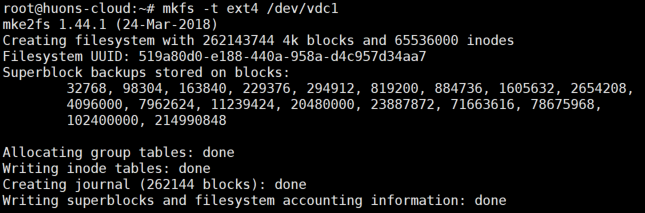 root@huons-cloud:~# mkfs -t ext4 /dev/vdc1
mke2fs 1.44.1 (24-Mar-2018)
Creating filesystem with 262143744 4k blocks and 65536000 inodes
Filesystem UUID: 519a80d0-e188-440a-958a-d4c957d34aa7
Superblock backups stored on blocks:
32768, 98304, 163840, 229376, 294912, 819200, 884736, 1605632, 2654208,
4096000, 7962624, 11239424, 20480000, 23887872, 71663616, 78675968,
102400000, 214990848
Allocating group tables: done
Writing inode tables: done
Creating journal (262144 blocks): done
Writing superblocks and filesystem accounting information: done